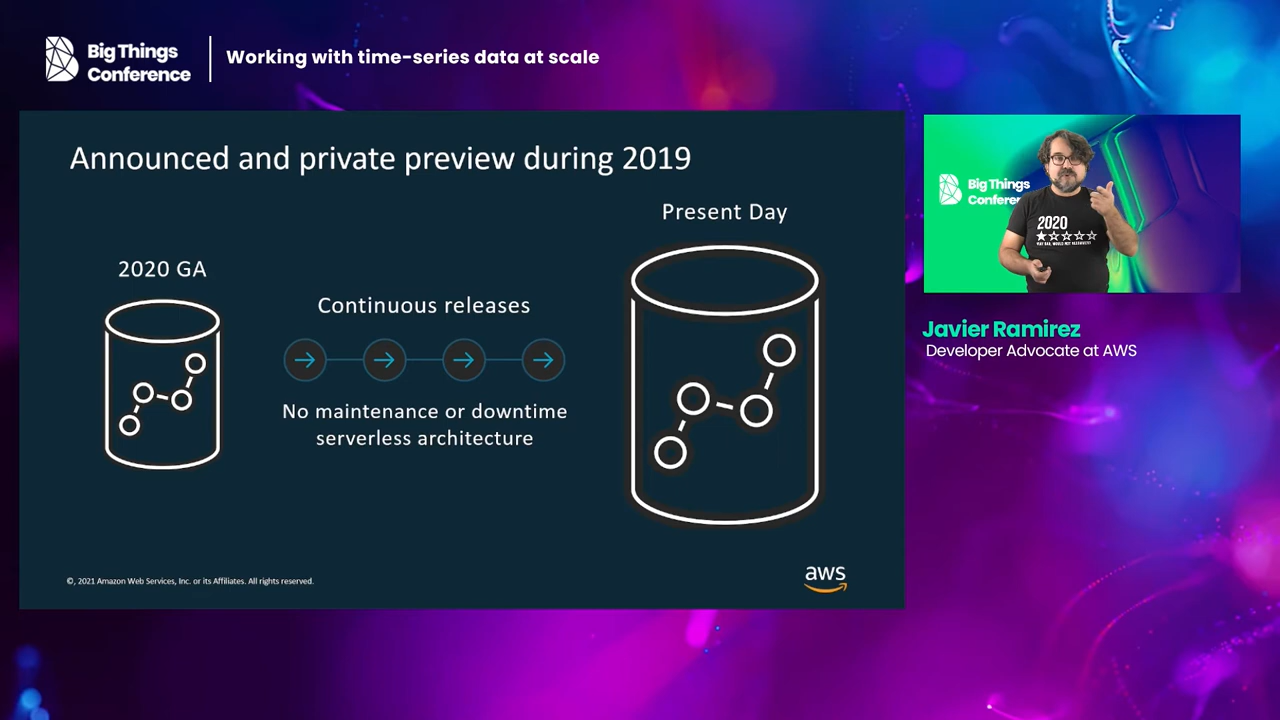 Big Things
Conference
Working with time-series data at scale
Announced and private preview during 2019
Present Day
2020 GA
Continuous releases
No maintenance or downtime
serverless architecture
©, 2021 Amazon Web Services, Inc. or its Affiliates. All rights reserved.
aws
Big Things
Conferen
2020
Javier Ramirez
Developer Advocate at AWS